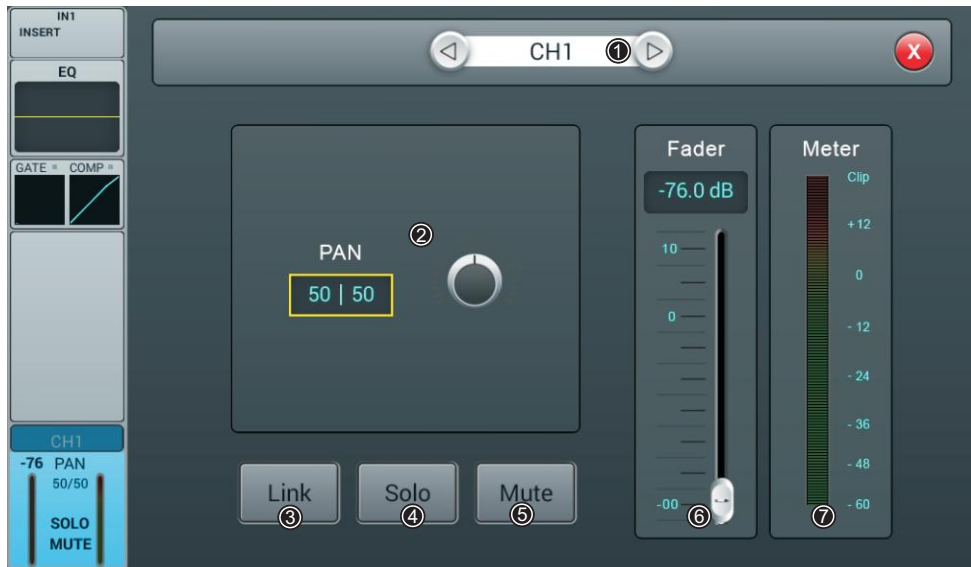 IN1
INSERT
EQ
GATE COMP
CH1
-76 PAN
50/50
SOLO
MUTE
CH1 ①
X
②
PAN
50 | 50
Link
③
Solo
④
Mute
⑤
Fader
-76.0 dB
10
0
-00
⑥
Meter
Clip
+12
0
- 12
- 24
- 36
- 48
- 60
⑦